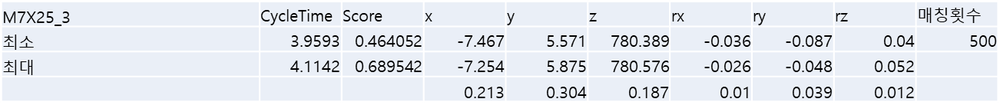 M7X25_3 CycleTime Score x y z rx ry rz 매칭횟수
최소 3.9593 0.464052 -7.467 5.571 780.389 -0.036 -0.087 0.04 500
최대 4.1142 0.689542 -7.254 5.875 780.576 -0.026 -0.048 0.052
0.213 0.304 0.187 0.01 0.039 0.012